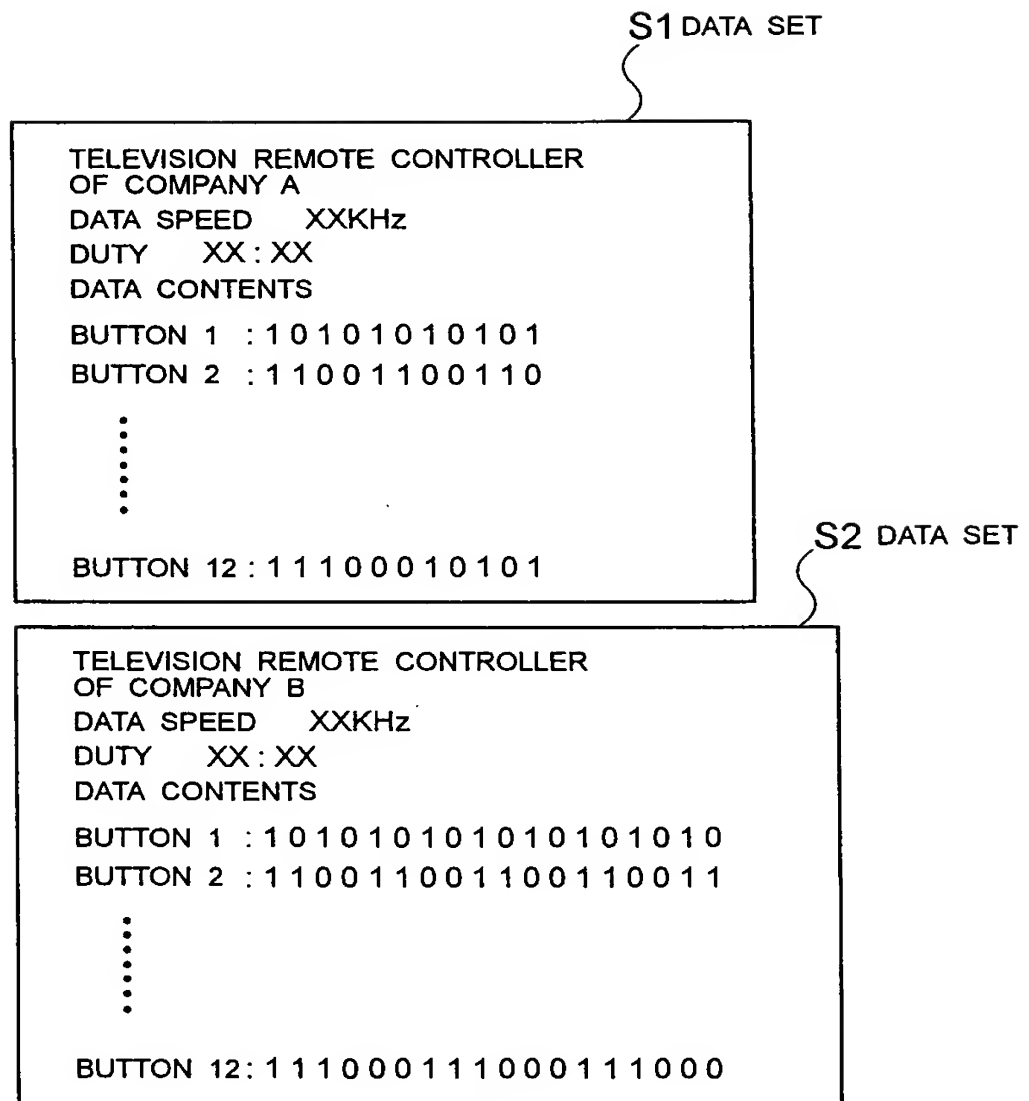 S1 DATA SET
TELEVISION REMOTE CONTROLLER
OF COMPANY A
DATA SPEED XXKHz
DUTY XX : XX
DATA CONTENTS
BUTTON 1 : 1 0 1 0 1 0 1 0 1 0 1
BUTTON 2 : 1 1 0 0 1 1 0 0 1 1 0
BUTTON 12 : 1 1 1 0 0 0 1 0 1 0 1
S2 DATA SET
TELEVISION REMOTE CONTROLLER
OF COMPANY B
DATA SPEED XXKHz
DUTY XX : XX
DATA CONTENTS
BUTTON 1 : 1 0 1 0 1 0 1 0 1 0 1 0 1 0 1 0 1 0
BUTTON 2 : 1 1 0 0 1 1 0 0 1 1 0 0 1 1 0 0 1 1
BUTTON 12 : 1 1 1 0 0 0 1 1 1 0 0 0 1 1 1 0 0 0